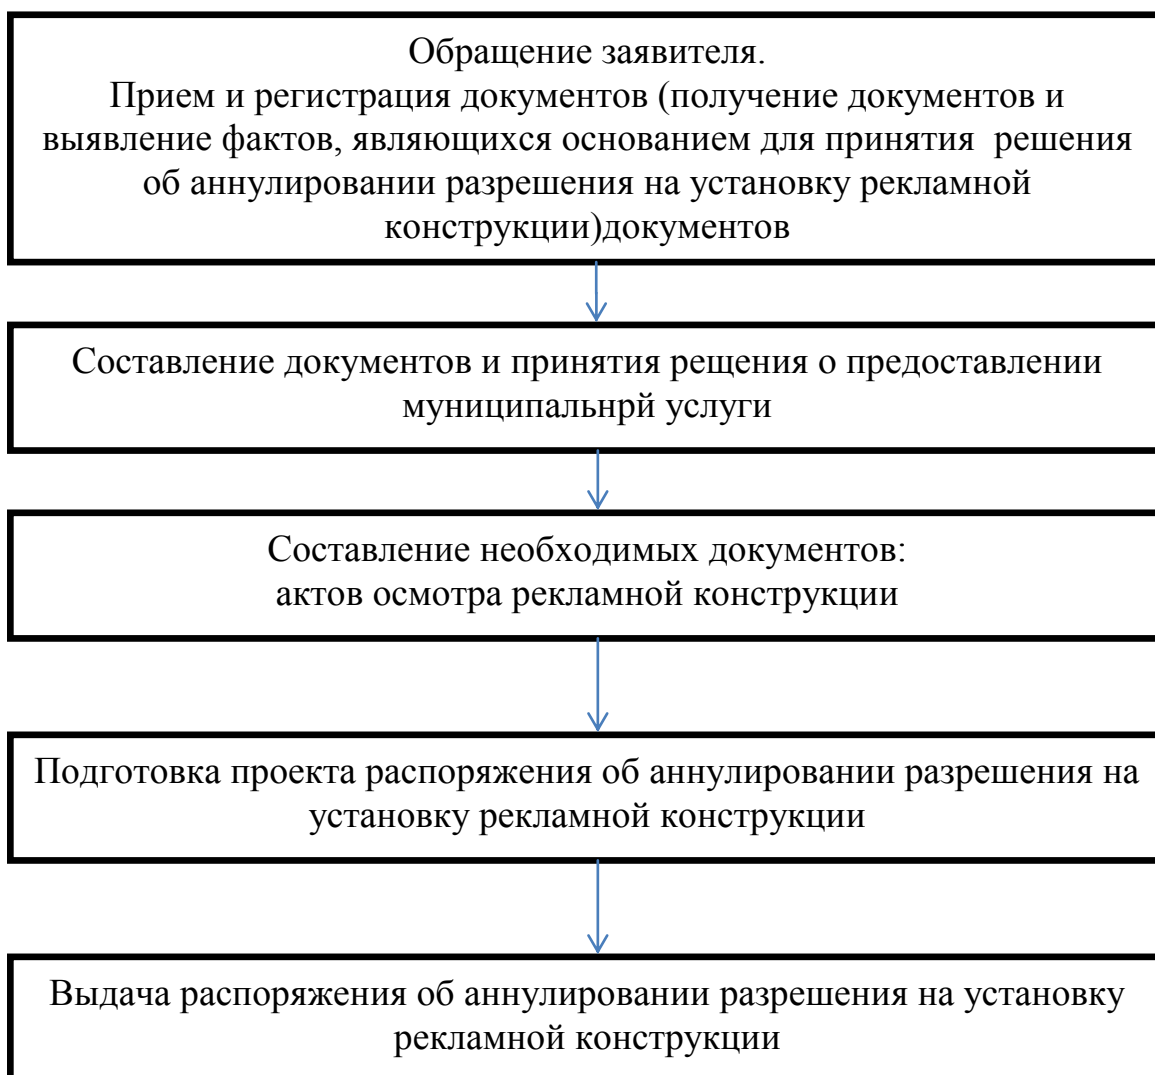 Обращение заявителя.
Прием и регистрация документов (получение документов и
выявление фактов, являющихся основанием для принятия  решения
об аннулировании разрешения на установку рекламной
конструкции)документов
Составление документов и принятия рещения о предоставлении
муниципальнрй услуги
Составление необходимых документов:
актов осмотра рекламной конструкции
Подготовка проекта распоряжения об аннулировании разрешения на
установку рекламной конструкции
Выдача распоряжения об аннулировании разрешения на установку
рекламной конструкции